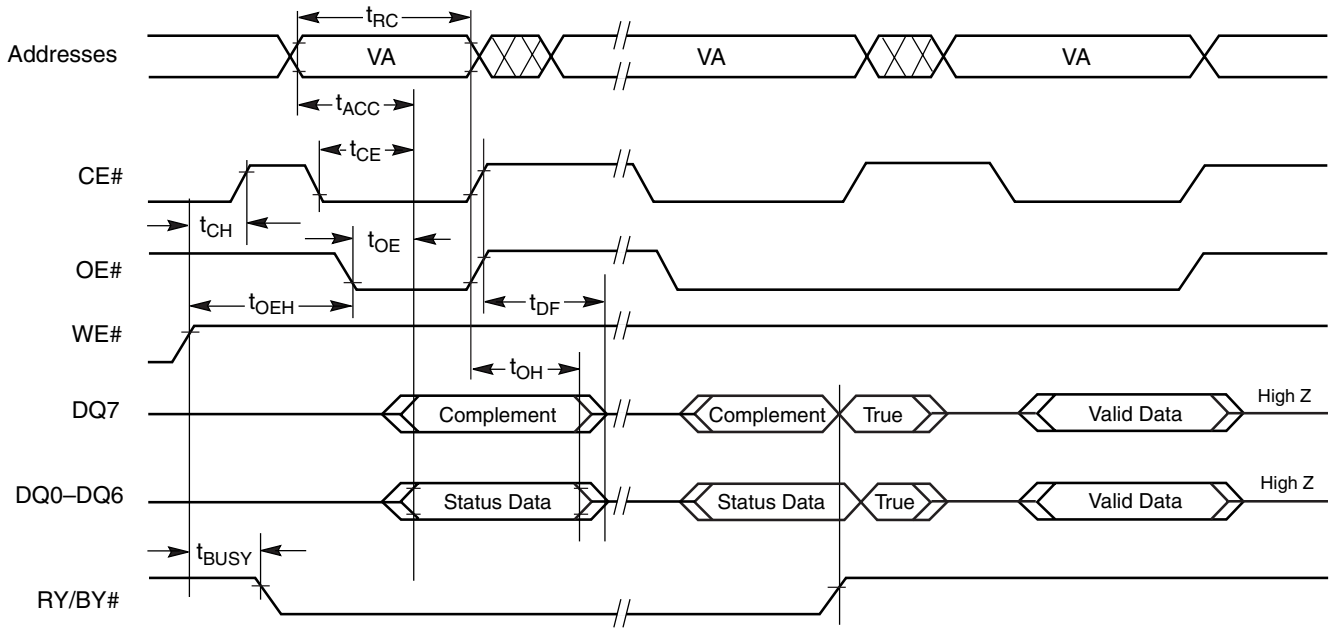 tRC
Addresses VA VA VA
tACC
tCE
CE#
tCH tOE
OE#
tOEH tDF
WE#
tOH
DQ7 Complement Complement True Valid Data High Z
DQ0–DQ6 Status Data Status Data True Valid Data High Z
tBUSY
RY/BY#